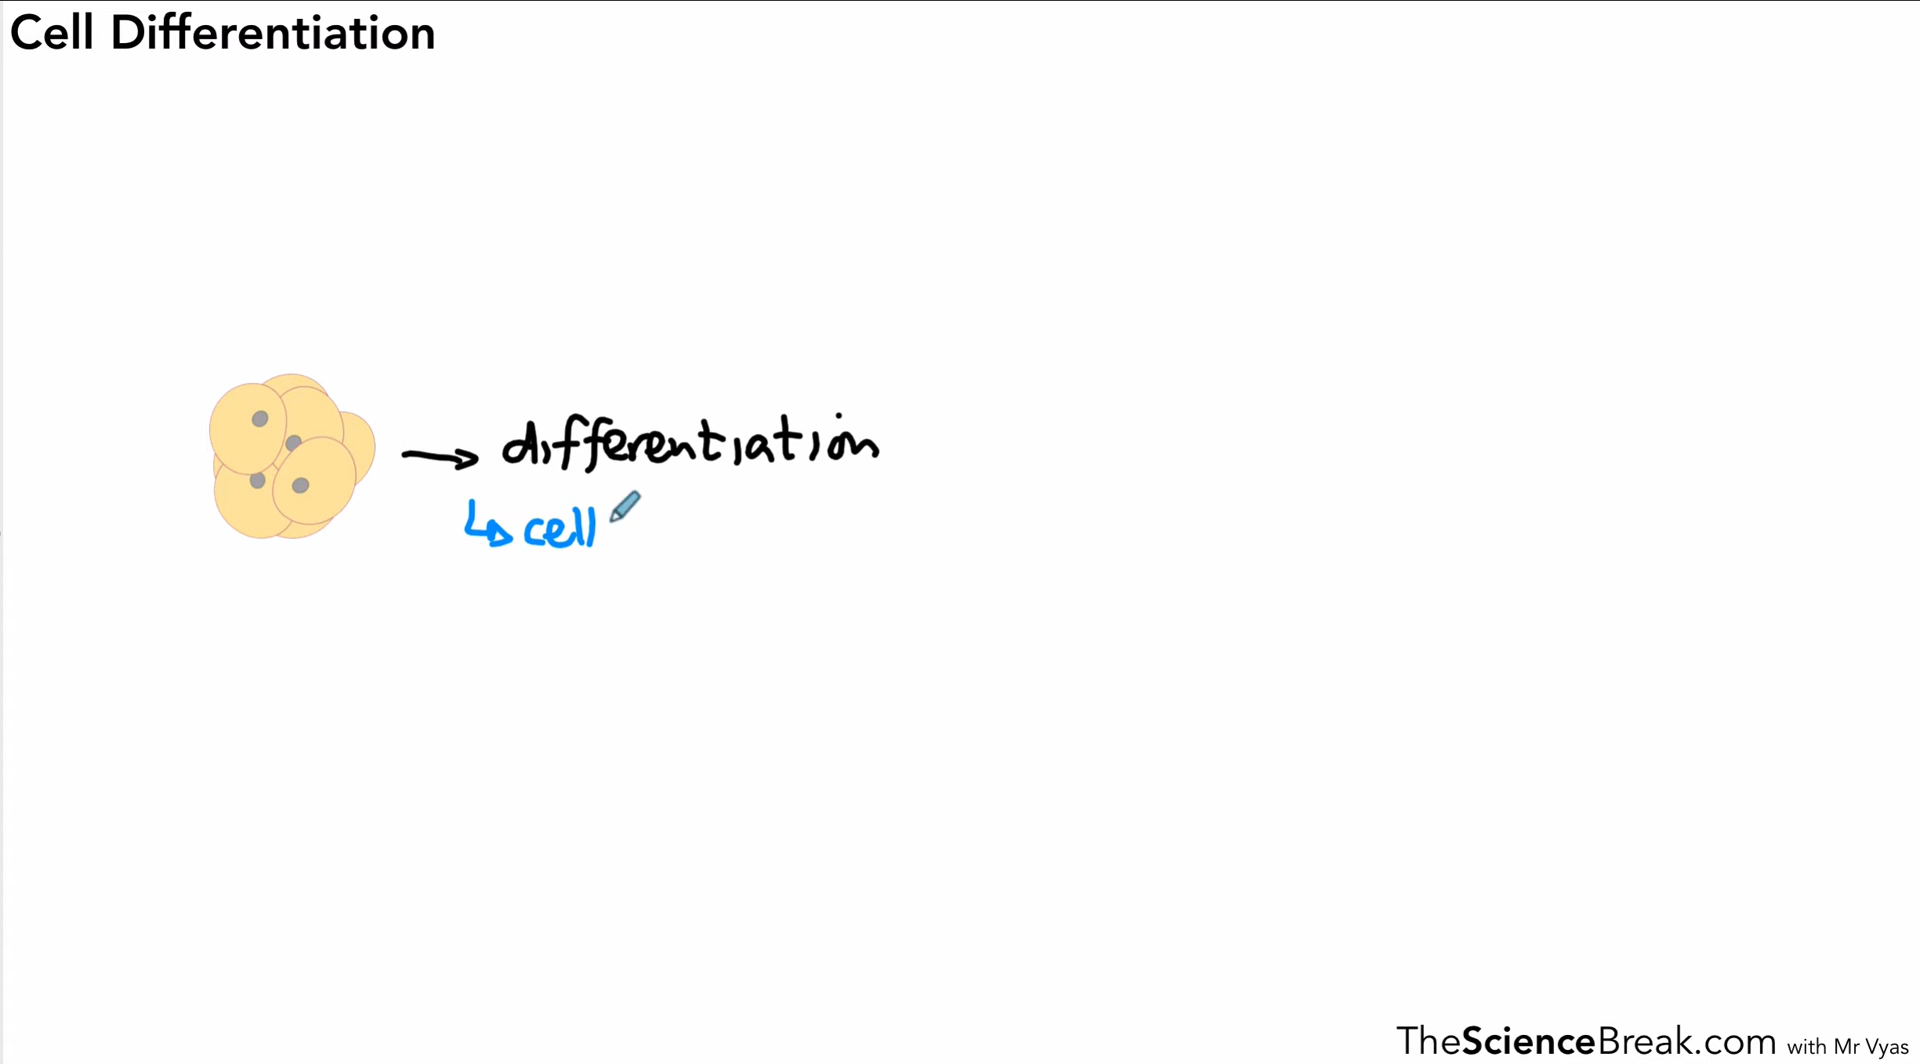 Cell Differentiation
→ differentiation
↳ cell
TheScienceBreak.com with Mr Vyas